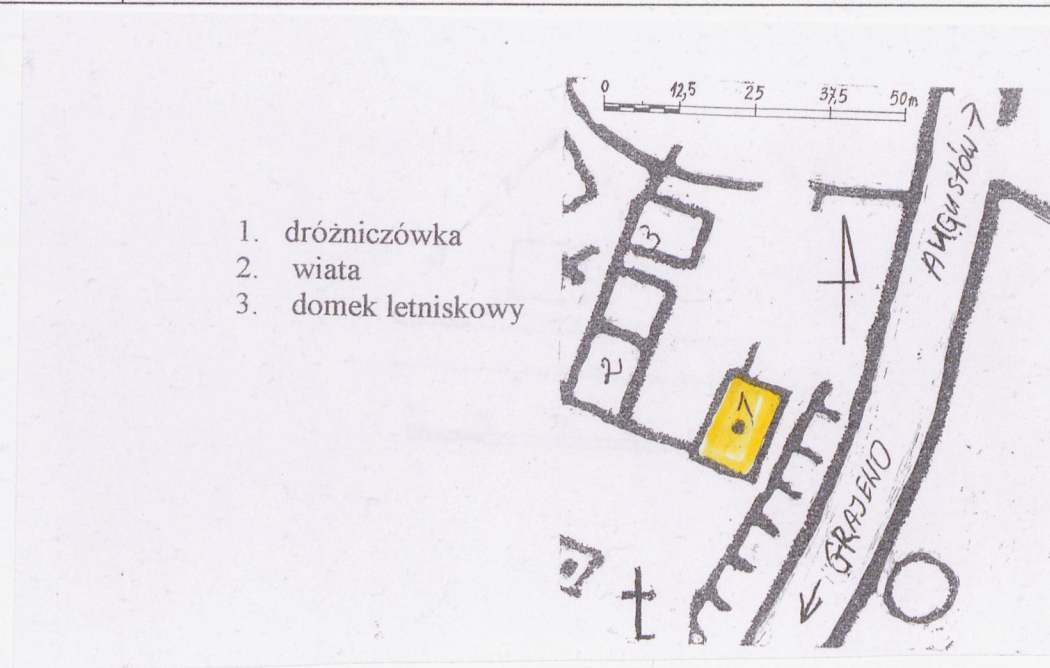 0 12,5 25 37,5 50m
1. dróżniczówka
2. wiata
3. domek letniskowy
3
2
1
AUGUSTÓW
GRAJEWO